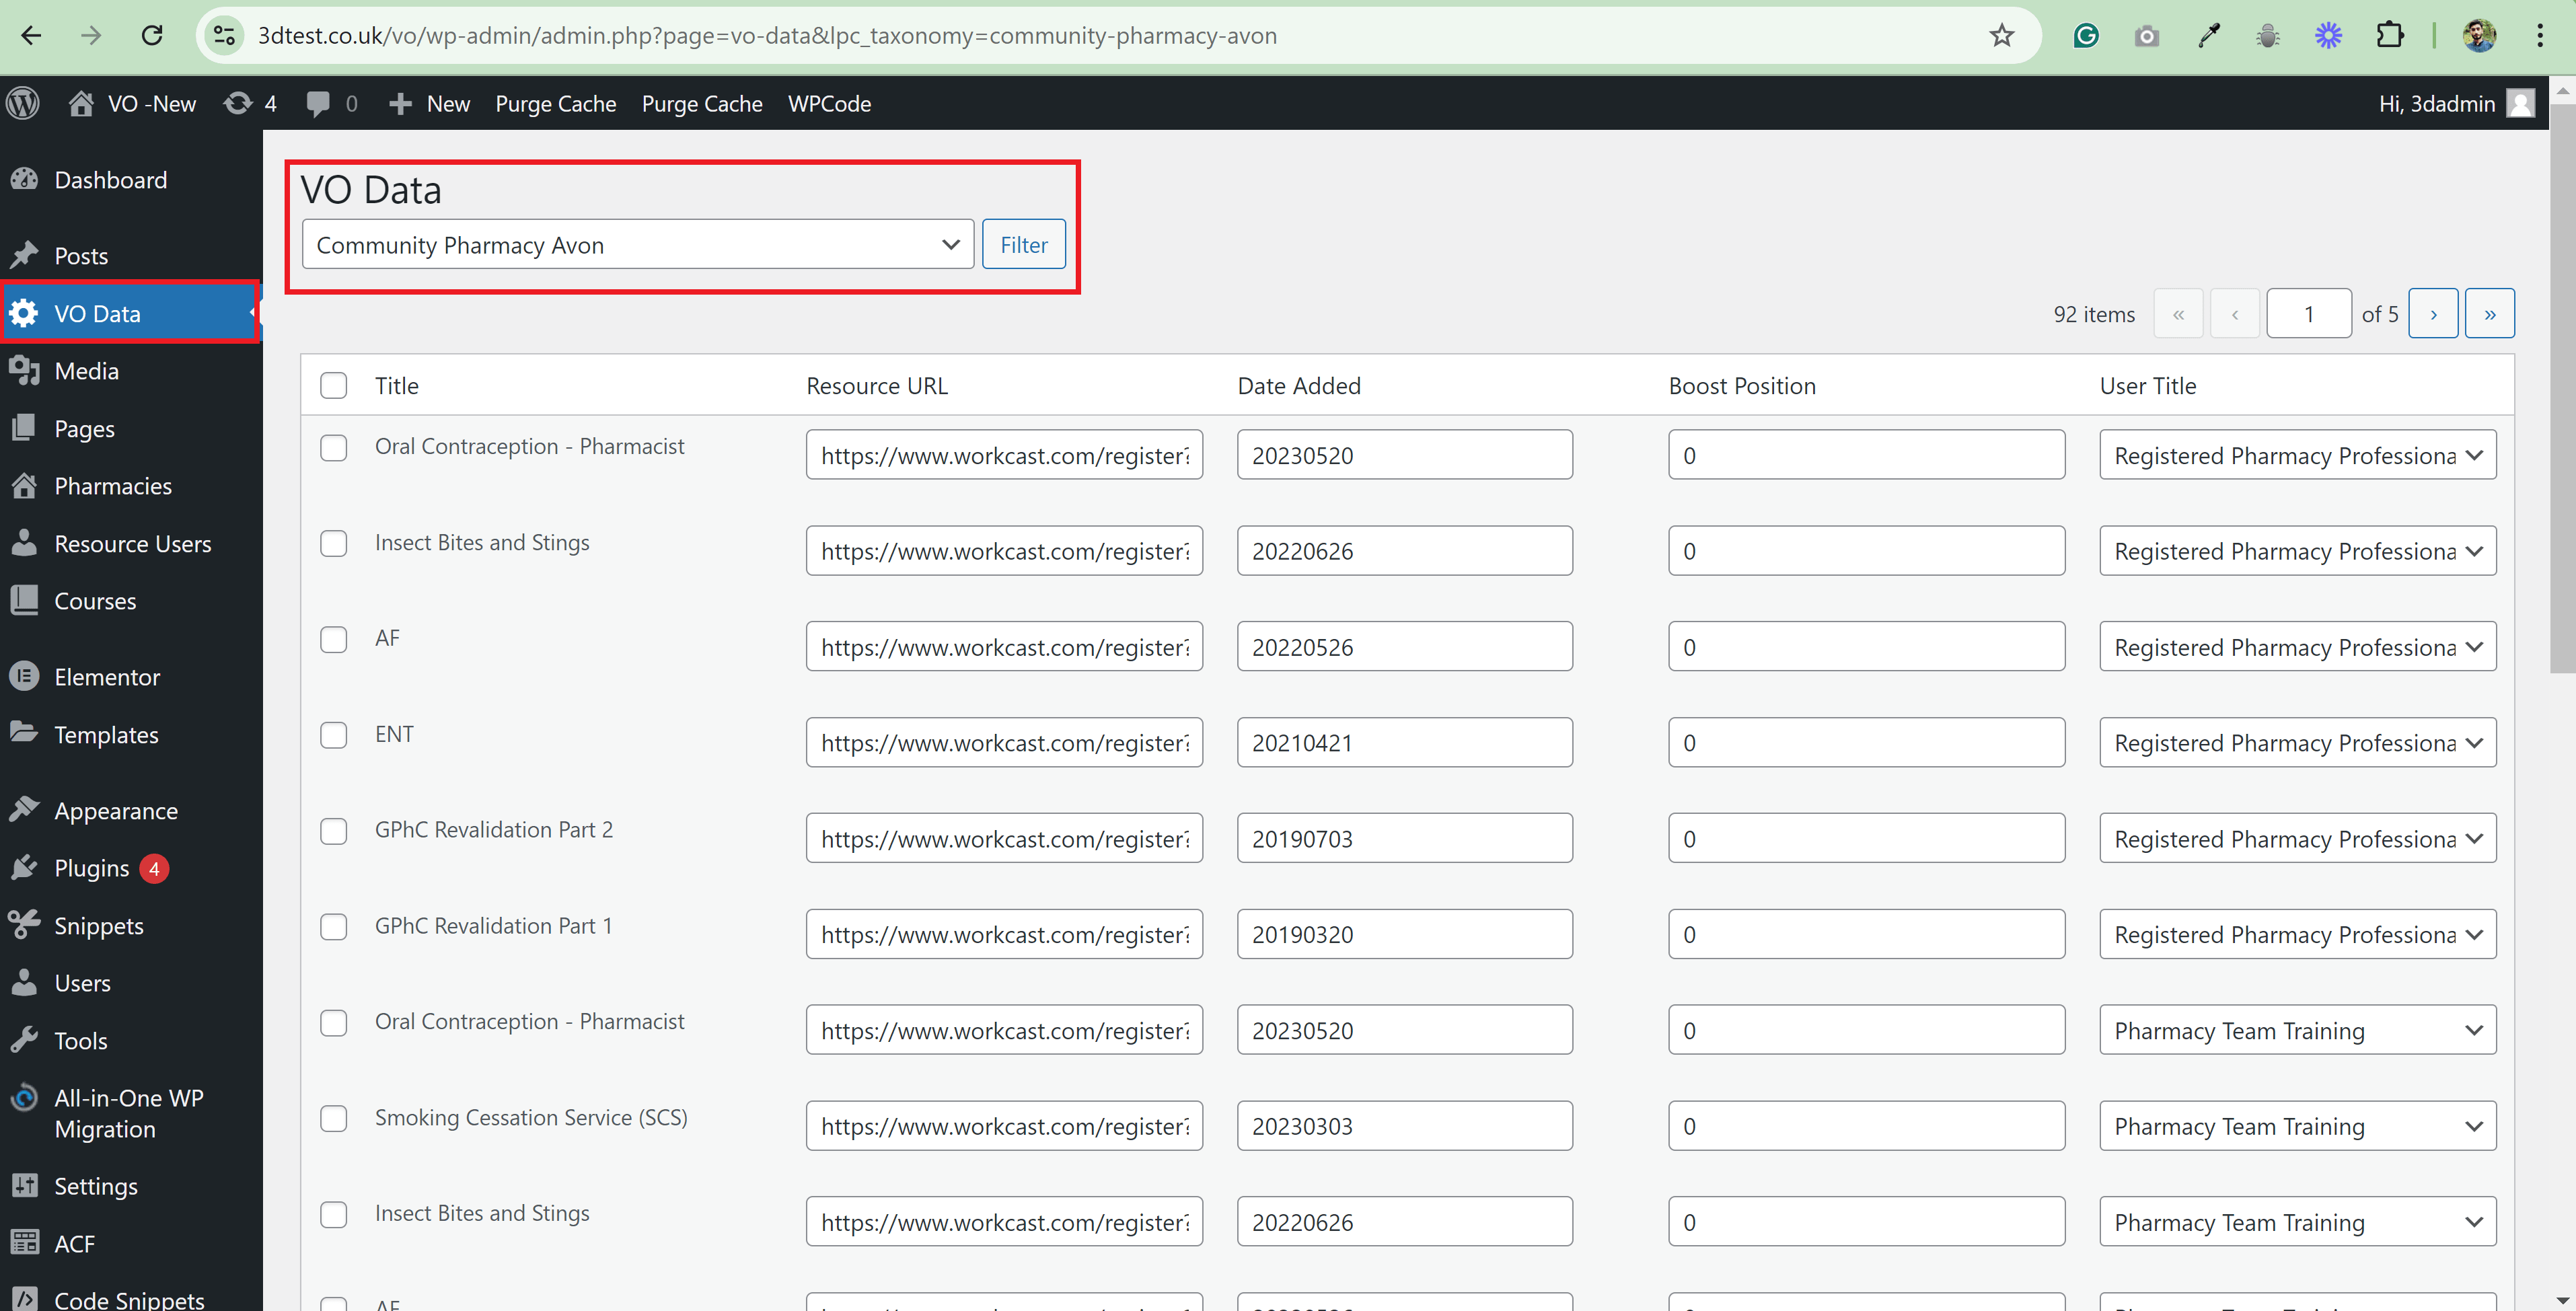 3dtest.co.uk/vo/wp-admin/admin.php?page=vo-data&lpc_taxonomy=community-pharmacy-avon
VO -New 4 0 New Purge Cache Purge Cache WPCode Hi, 3dadmin
Dashboard
Posts
VO Data
Media
Pages
Pharmacies
Resource Users
Courses
Elementor
Templates
Appearance
Plugins 4
Snippets
Users
Tools
All-in-One WP
Migration
Settings
ACF
Code Snippets
VO Data
Community Pharmacy Avon Filter
92 items « ‹ 1 of 5 › »
Title Resource URL Date Added Boost Position User Title
Oral Contraception - Pharmacist https://www.workcast.com/register? 20230520 0 Registered Pharmacy Professiona
Insect Bites and Stings https://www.workcast.com/register? 20220626 0 Registered Pharmacy Professiona
AF https://www.workcast.com/register? 20220526 0 Registered Pharmacy Professiona
ENT https://www.workcast.com/register? 20210421 0 Registered Pharmacy Professiona
GPhC Revalidation Part 2 https://www.workcast.com/register? 20190703 0 Registered Pharmacy Professiona
GPhC Revalidation Part 1 https://www.workcast.com/register? 20190320 0 Registered Pharmacy Professiona
Oral Contraception - Pharmacist https://www.workcast.com/register? 20230520 0 Pharmacy Team Training
Smoking Cessation Service (SCS) https://www.workcast.com/register? 20230303 0 Pharmacy Team Training
Insect Bites and Stings https://www.workcast.com/register? 20220626 0 Pharmacy Team Training
AF